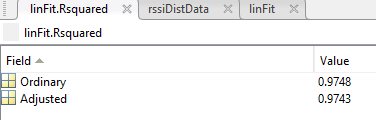 linFit.Rsquared rssiDistData linFit
linFit.Rsquared
Field Value
Ordinary 0.9748
Adjusted 0.9743